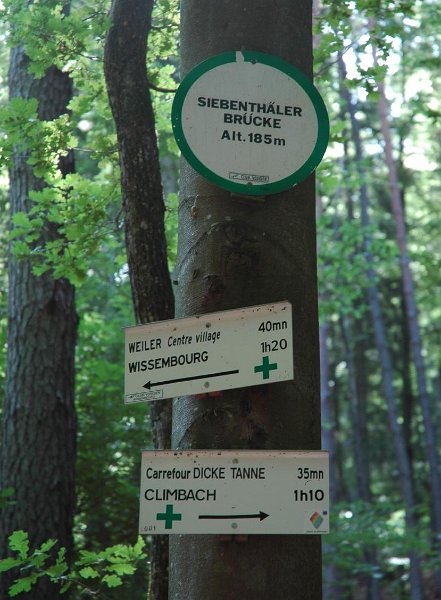 SIEBENTHÄLER
BRÜCKE
Alt. 185m
WEILER Centre village 40mn
WISSEMBOURG 1h20
Carrefour DICKE TANNE 35mn
CLIMBACH 1h10